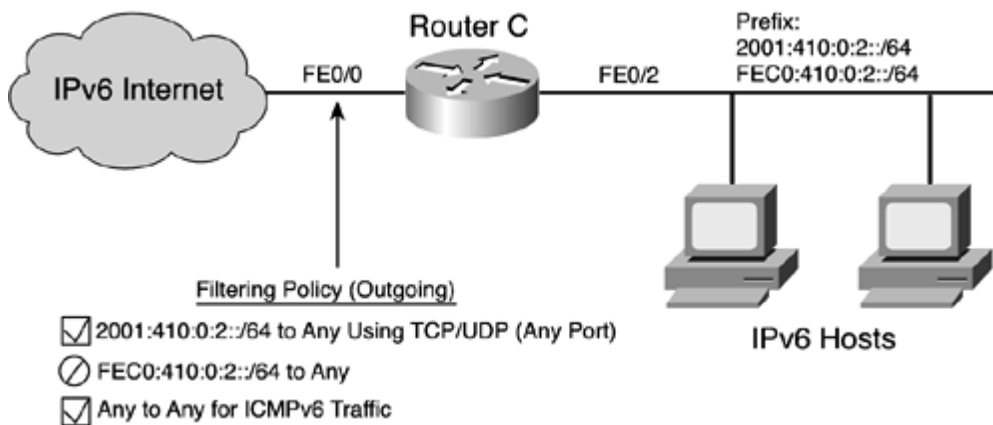 Router C
Prefix:
2001:410:0:2::/64
FEC0:410:0:2::/64
IPv6 Internet
FE0/0
FE0/2
Filtering Policy (Outgoing)
2001:410:0:2::/64 to Any Using TCP/UDP (Any Port)
FEC0:410:0:2::/64 to Any
Any to Any for ICMPv6 Traffic
IPv6 Hosts